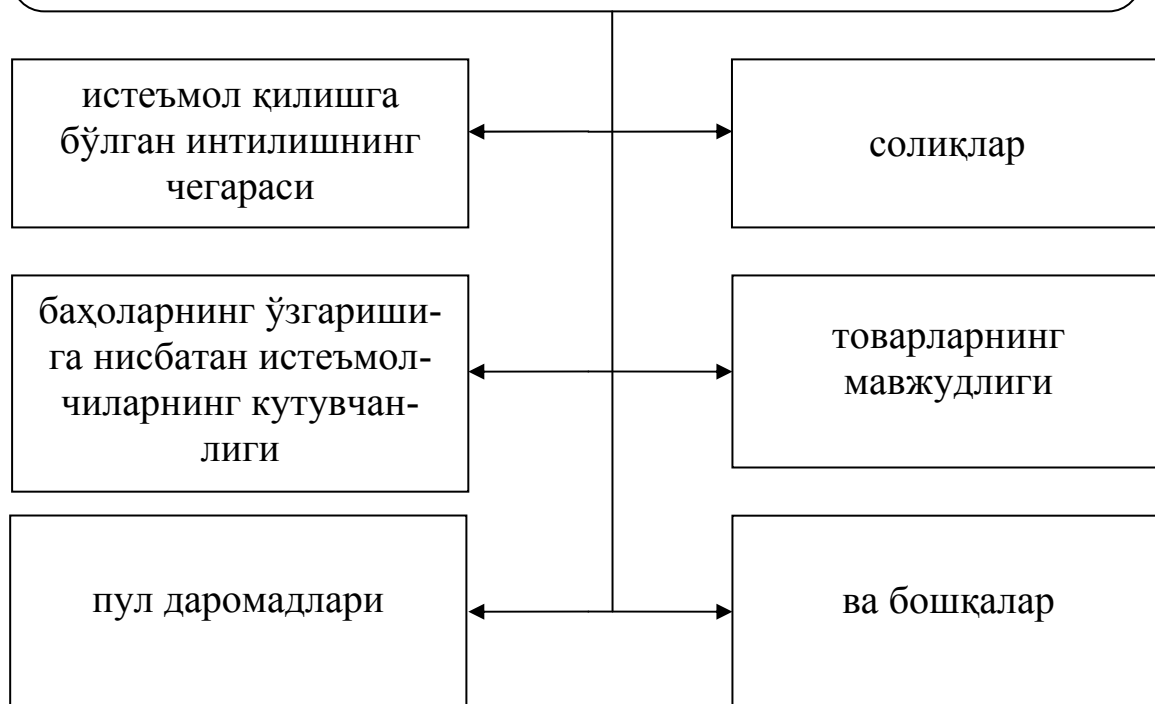 истеъмол қилишга
бўлган интилишнинг
чегараси
солиқлар
баҳоларнинг ўзгариши-
га нисбатан истеъмол-
чиларнинг кутувчан-
лиги
товарларнинг
мавжудлиги
пул даромадлари
ва бошқалар